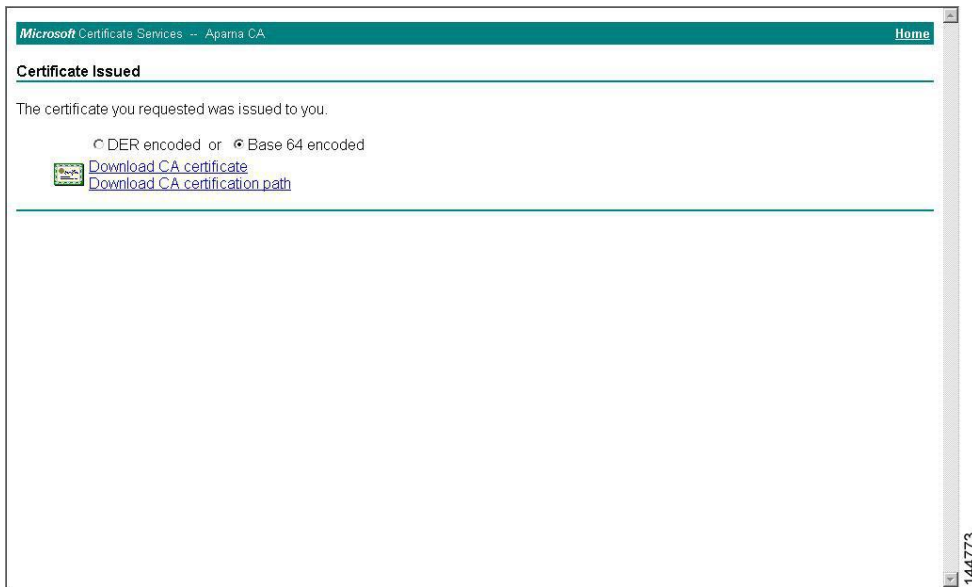 Microsoft Certificate Services -- Aparna CA Home
Certificate Issued
The certificate you requested was issued to you.
DER encoded or Base 64 encoded
Download CA certificate
Download CA certification path
144773